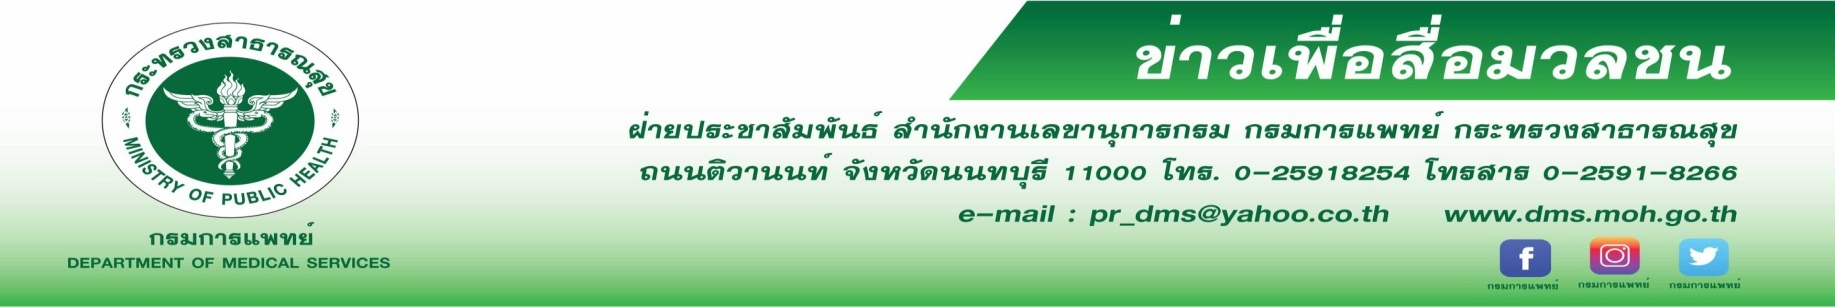 กระทรวงสาธารณสุข
MINISTRY OF PUBLIC HEALTH
กรมการแพทย์
DEPARTMENT OF MEDICAL SERVICES
ข่าวเพื่อสื่อมวลชน
ฝ่ายประชาสัมพันธ์ สำนักงานเลขานุการกรม กรมการแพทย์ กระทรวงสาธารณสุข
ถนนติวานนท์ จังหวัดนนทบุรี 11000 โทร. 0-25918254 โทรสาร 0-2591-8266
e-mail : pr_dms@yahoo.co.th www.dms.moh.go.th
กรมการแพทย์ กรมการแพทย์ กรมการแพทย์